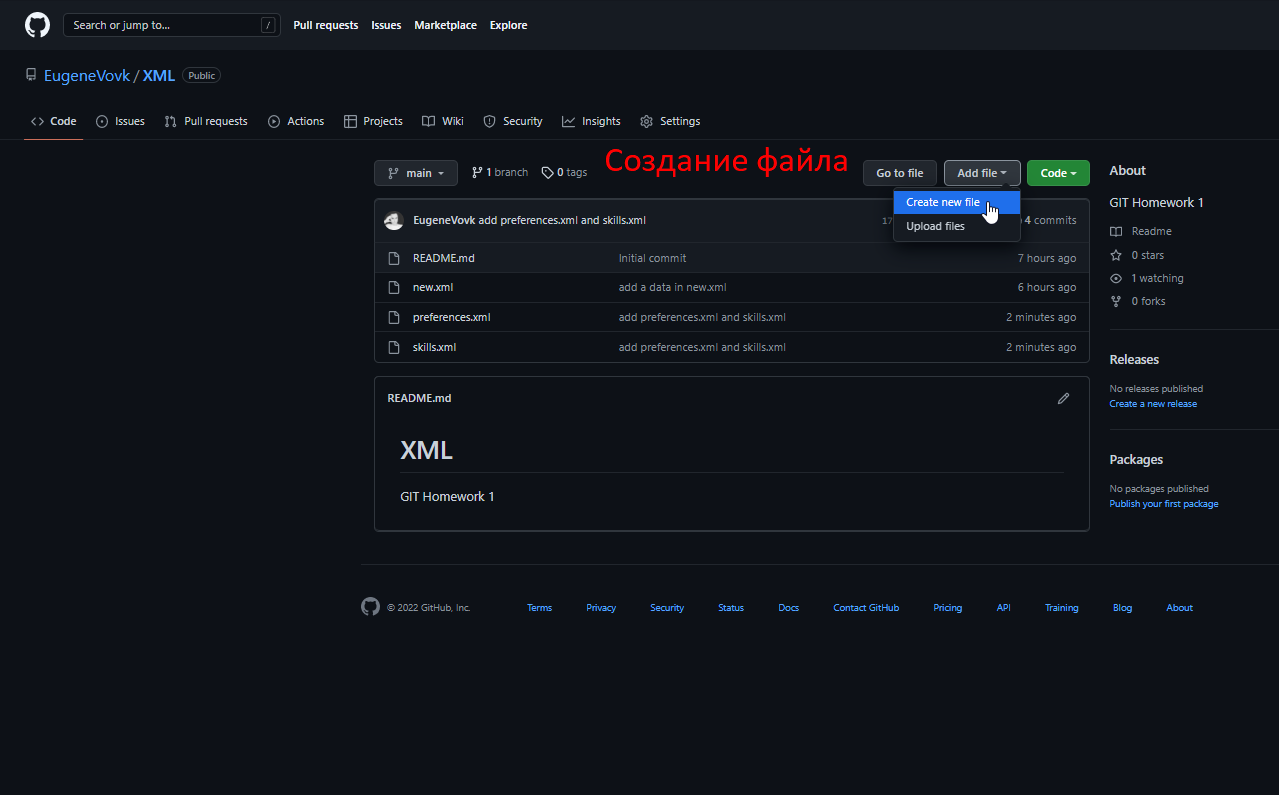 Search or jump to... /
Pull requests Issues Marketplace Explore
EugeneVovk / XML Public
Code Issues Pull requests Actions Projects Wiki Security Insights Settings
main 1 branch 0 tags
Создание файла
Go to file Add file Code
Create new file
Upload files
EugeneVovk add preferences.xml and skills.xml 17 4 commits
README.md Initial commit 7 hours ago
new.xml add a data in new.xml 6 hours ago
preferences.xml add preferences.xml and skills.xml 2 minutes ago
skills.xml add preferences.xml and skills.xml 2 minutes ago
README.md
XML
GIT Homework 1
About
GIT Homework 1
Readme
0 stars
1 watching
0 forks
Releases
No releases published
Create a new release
Packages
No packages published
Publish your first package
© 2022 GitHub, Inc. Terms Privacy Security Status Docs Contact GitHub Pricing API Training Blog About